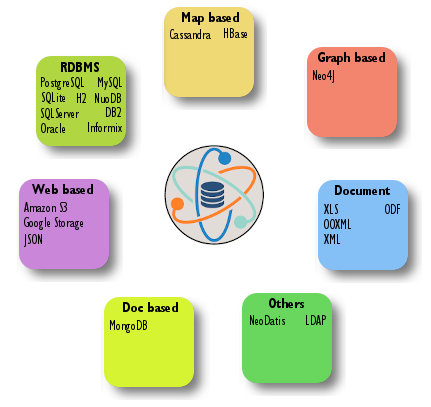 Map based
Cassandra HBase
Graph based
Neo4J
RDBMS
PostgreSQL MySQL
SQLite H2 NuoDB
SQLServer DB2
Oracle Informix
Web based
Amazon S3
Google Storage
JSON
Document
XLS ODF
OOXML
XML
Doc based
MongoDB
Others
NeoDatis LDAP